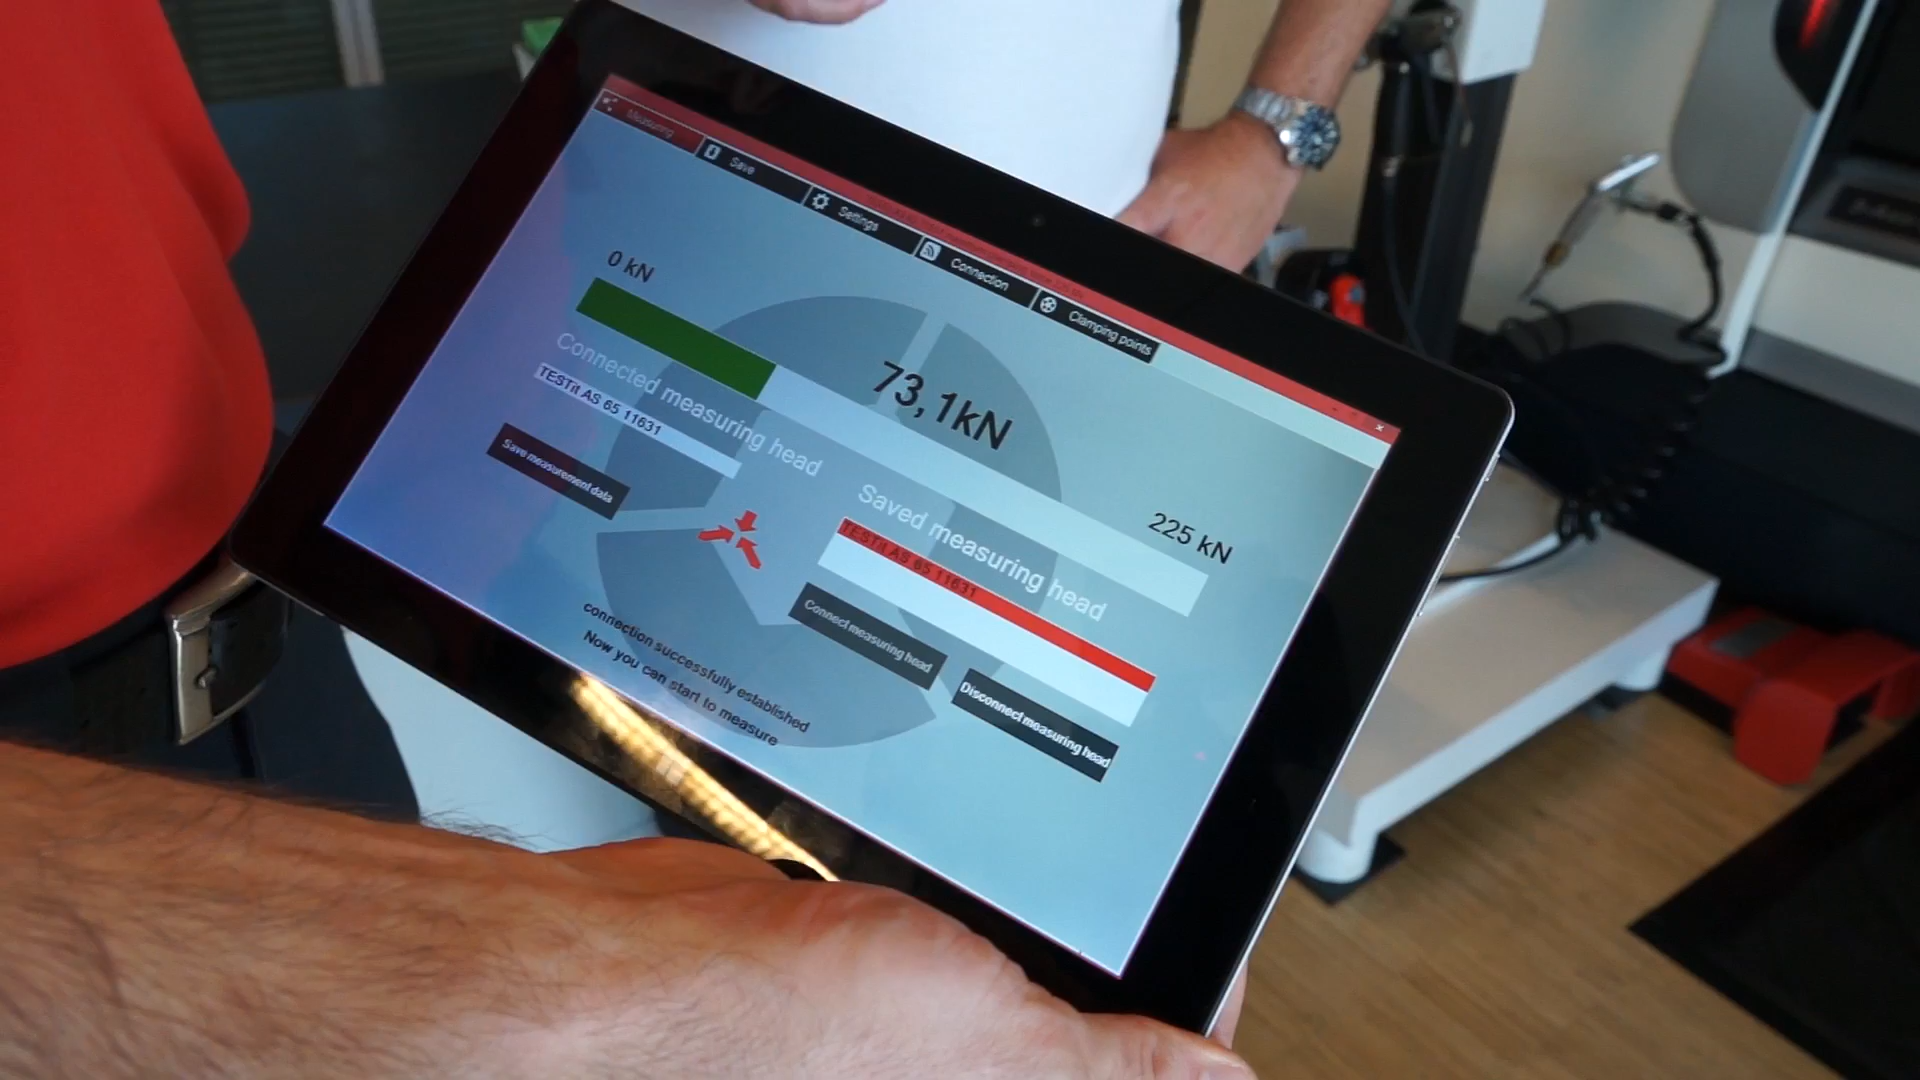 Measuring
Save
Settings
Connection
Clamping points
0 kN
73,1kN
225 kN
Connected measuring head
TESTit AS 65 11631
Save measurement data
Saved measuring head
TESTit AS 65 11631
Connect measuring head
Disconnect measuring head
connection successfully established
Now you can start to measure